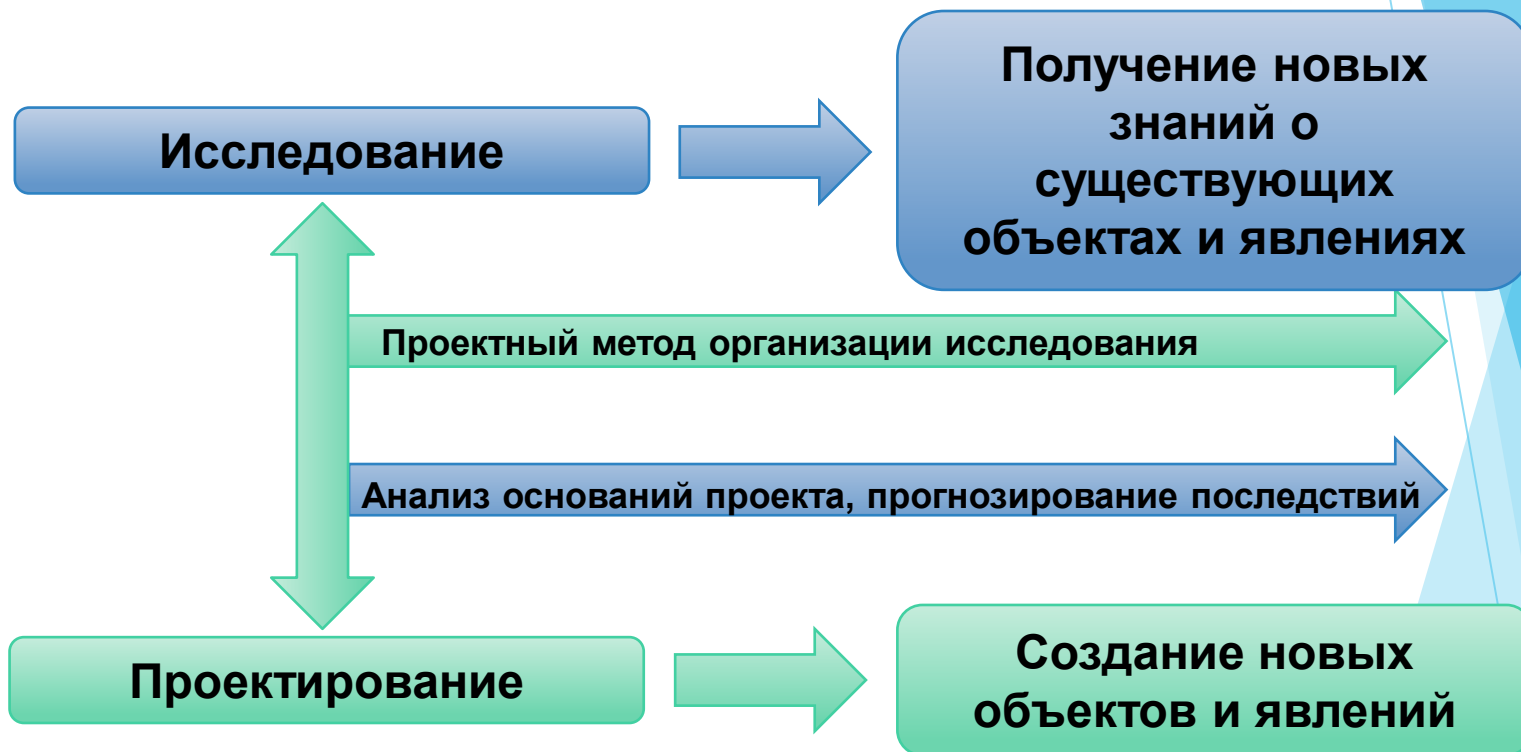 Исследование
Получение новых
знаний о
существующих
объектах и явлениях
Проектный метод организации исследования
Анализ оснований проекта, прогнозирование последствий
Проектирование
Создание новых
объектов и явлений